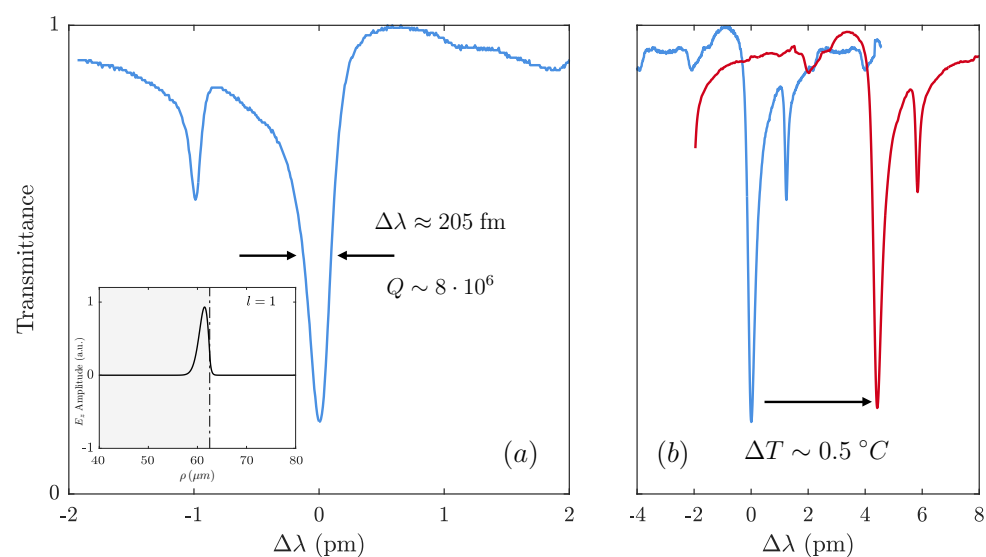 Transmittance
1
0
-2
-1
0
1
2
Δλ (pm)
Δλ ≈ 205 fm
Q ∼ 8 · 10⁶
(a)
E_z Amplitude (a.u.)
1
0
-1
40
50
60
70
80
ρ (μm)
l = 1
1
-4
-2
0
2
4
6
8
Δλ (pm)
(b)
ΔT ∼ 0.5 °C